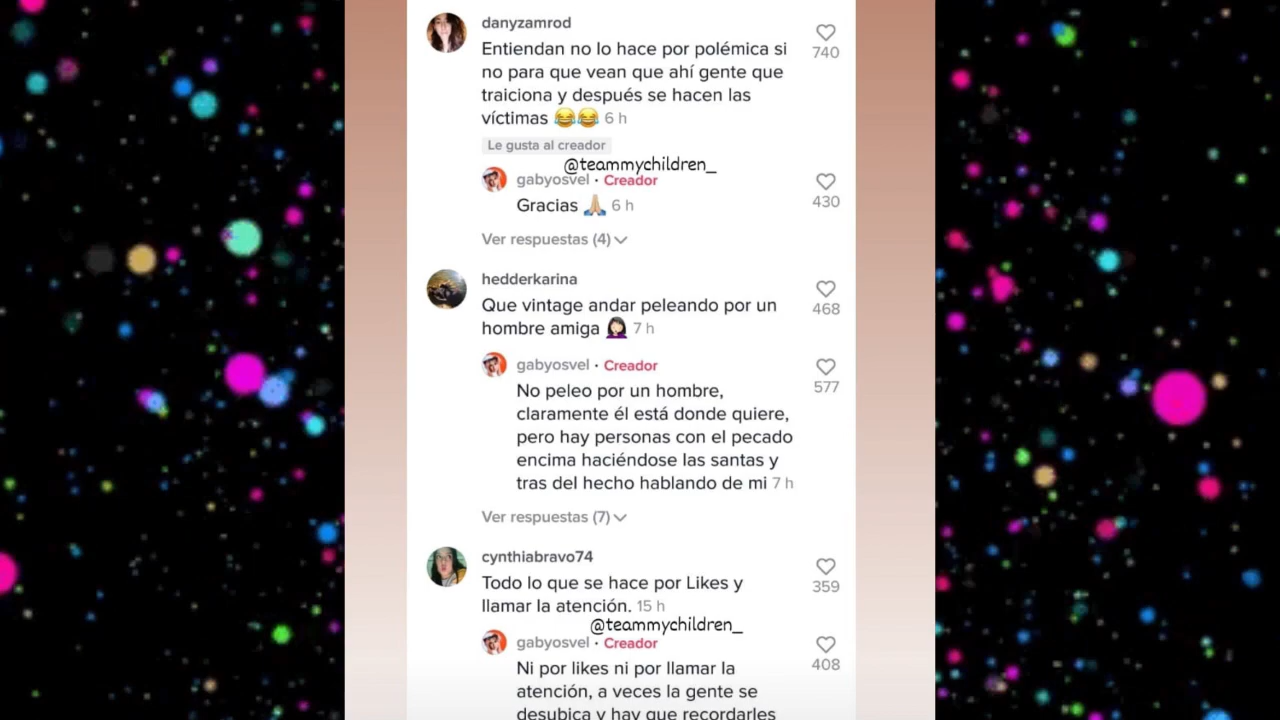 danyzamrod
Entiendan no lo hace por polémica si
740
no para que vean que ahí gente que
traiciona y después se hacen las
víctimas 😂😂 6 h
Le gusta al creador
@teammychildren_
gabyosvel · Creador
Gracias 🙏🏼 6 h
430
Ver respuestas (4)
hedderkarina
Que vintage andar peleando por un
468
hombre amiga 🤦🏻‍♀️ 7 h
gabyosvel · Creador
No peleo por un hombre,
577
claramente él está donde quiere,
pero hay personas con el pecado
encima haciéndose las santas y
tras del hecho hablando de mi 7 h
Ver respuestas (7)
cynthiabravo74
Todo lo que se hace por Likes y
359
llamar la atención. 15 h
@teammychildren_
gabyosvel · Creador
Ni por likes ni por llamar la
408
atención, a veces la gente se
desubica y hay que recordarles